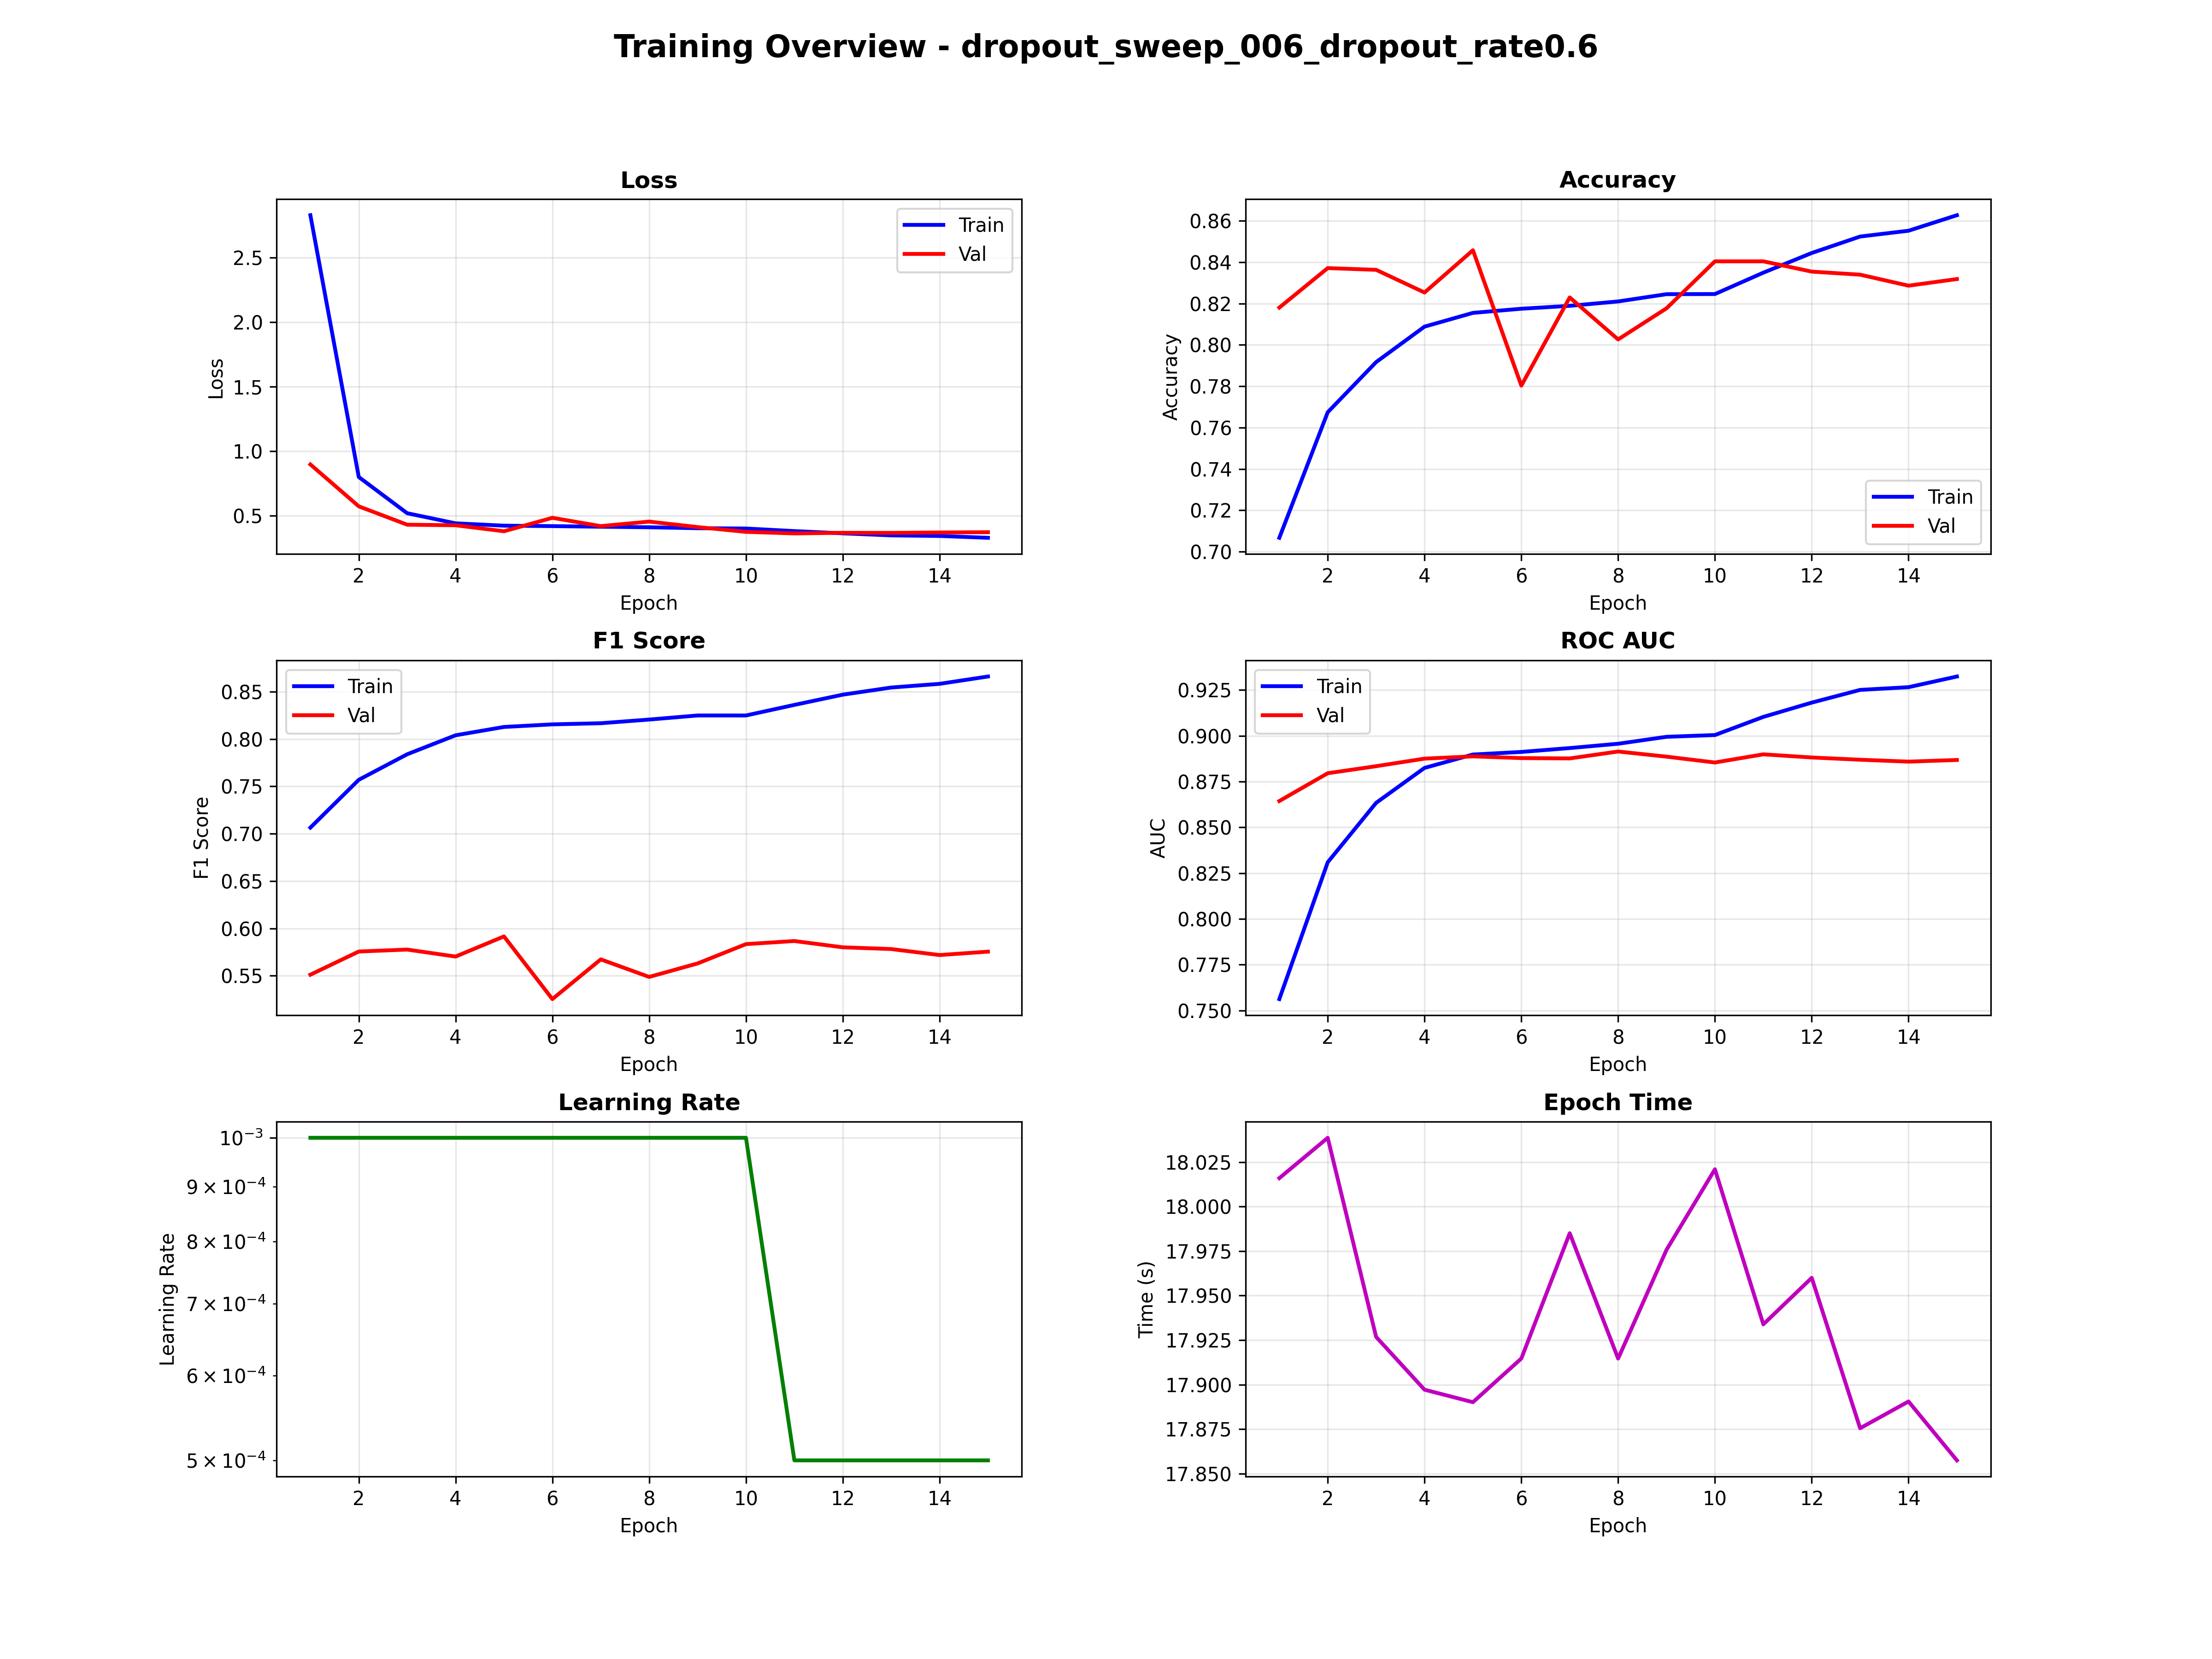 Training Overview - dropout_sweep_006_dropout_rate0.6
Loss
Loss
2.5
2.0
1.5
1.0
0.5
Train
Val
2 4 6 8 10 12 14
Epoch
Accuracy
Accuracy
0.86
0.84
0.82
0.80
0.78
0.76
0.74
0.72
0.70
Train
Val
2 4 6 8 10 12 14
Epoch
F1 Score
F1 Score
0.85
0.80
0.75
0.70
0.65
0.60
0.55
Train
Val
2 4 6 8 10 12 14
Epoch
ROC AUC
AUC
0.925
0.900
0.875
0.850
0.825
0.800
0.775
0.750
Train
Val
2 4 6 8 10 12 14
Epoch
Learning Rate
Learning Rate
10⁻³
9 × 10⁻⁴
8 × 10⁻⁴
7 × 10⁻⁴
6 × 10⁻⁴
5 × 10⁻⁴
2 4 6 8 10 12 14
Epoch
Epoch Time
Time (s)
18.025
18.000
17.975
17.950
17.925
17.900
17.875
17.850
2 4 6 8 10 12 14
Epoch